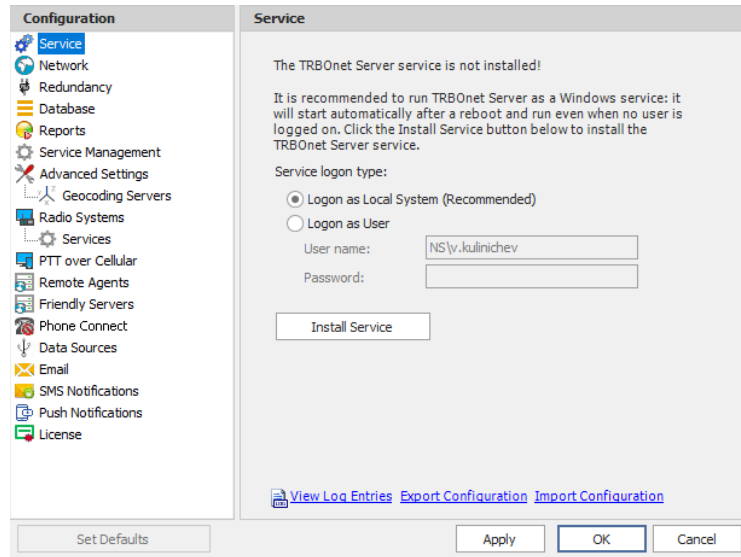 Configuration
Service
Network
Redundancy
Database
Reports
Service Management
Advanced Settings
Geocoding Servers
Radio Systems
Services
PTT over Cellular
Remote Agents
Friendly Servers
Phone Connect
Data Sources
Email
SMS Notifications
Push Notifications
License
Service
The TRBOnet Server service is not installed!
It is recommended to run TRBOnet Server as a Windows service: it
will start automatically after a reboot and run even when no user is
logged on. Click the Install Service button below to install the
TRBOnet Server service.
Service logon type:
Logon as Local System (Recommended)
Logon as User
User name:
NS\v.kulinichev
Password:
Install Service
View Log Entries Export Configuration Import Configuration
Set Defaults
Apply
OK
Cancel